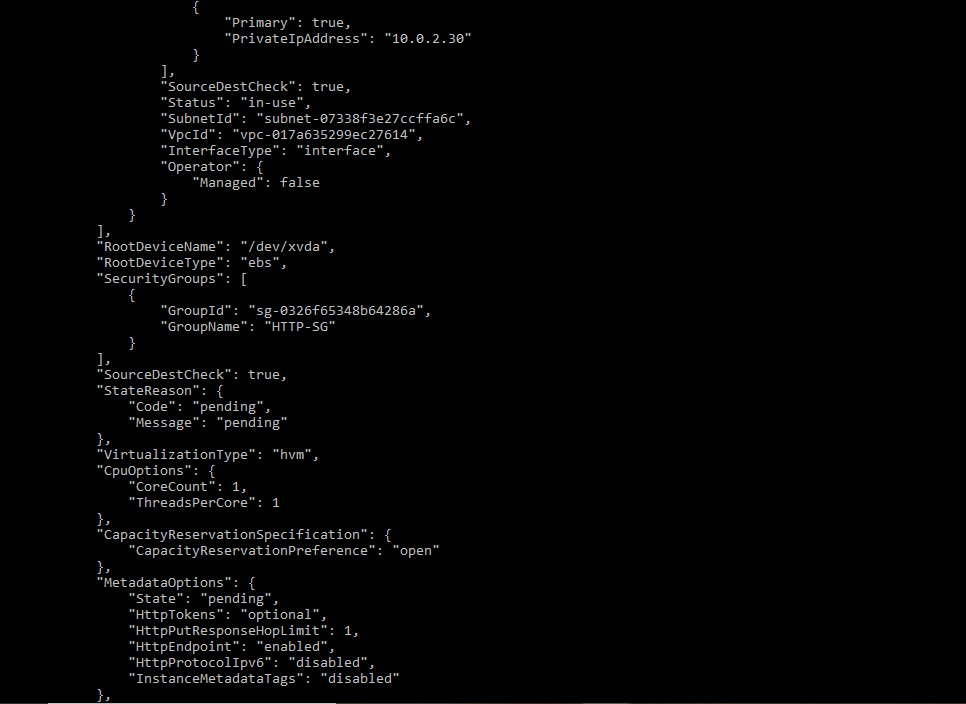 {
"Primary": true,
"PrivateIpAddress": "10.0.2.30"
}
],
"SourceDestCheck": true,
"Status": "in-use",
"SubnetId": "subnet-07338f3e27ccffa6c",
"VpcId": "vpc-017a635299ec27614",
"InterfaceType": "interface",
"Operator": {
"Managed": false
}
}
],
"RootDeviceName": "/dev/xvda",
"RootDeviceType": "ebs",
"SecurityGroups": [
{
"GroupId": "sg-0326f65348b64286a",
"GroupName": "HTTP-SG"
}
],
"SourceDestCheck": true,
"StateReason": {
"Code": "pending",
"Message": "pending"
},
"VirtualizationType": "hvm",
"CpuOptions": {
"CoreCount": 1,
"ThreadsPerCore": 1
},
"CapacityReservationSpecification": {
"CapacityReservationPreference": "open"
},
"MetadataOptions": {
"State": "pending",
"HttpTokens": "optional",
"HttpPutResponseHopLimit": 1,
"HttpEndpoint": "enabled",
"HttpProtocolIpv6": "disabled",
"InstanceMetadataTags": "disabled"
},